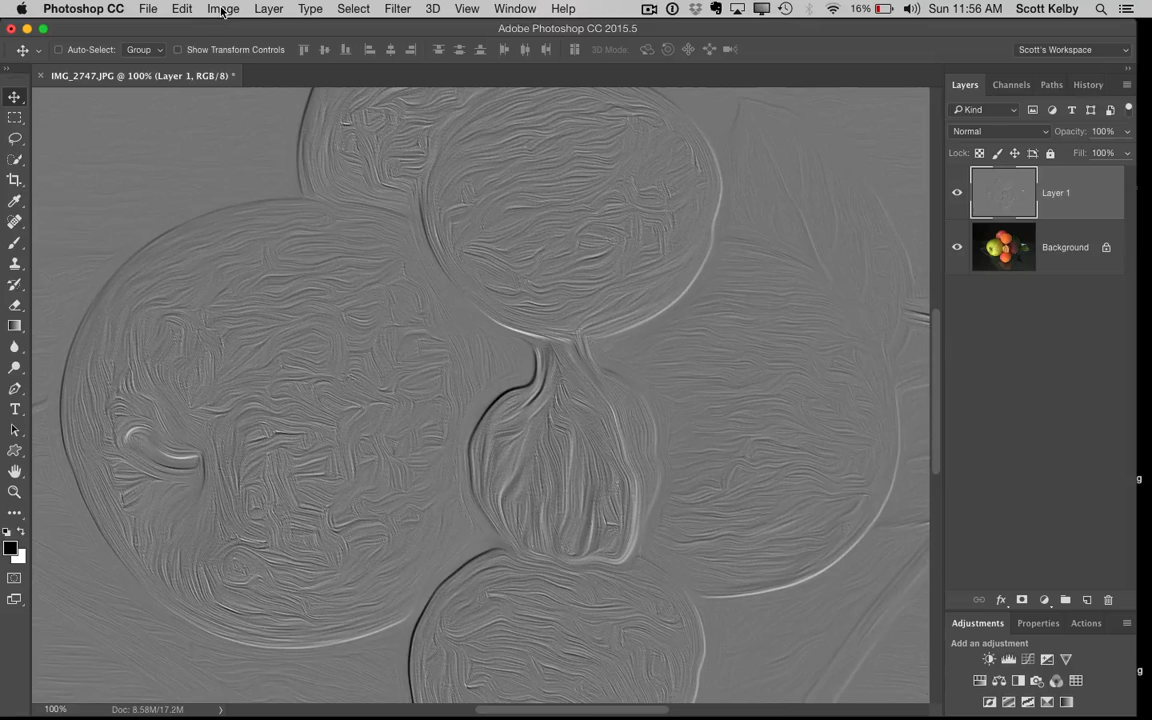 Photoshop CC File Edit Image Layer Type Select Filter 3D View Window Help 16% Sun 11:56 AM Scott Kelby
Adobe Photoshop CC 2015.5
Auto-Select: Group Show Transform Controls 3D Mode: Scott's Workspace
IMG_2747.JPG @ 100% (Layer 1, RGB/8) *
Layers Channels Paths History
Kind
Normal Opacity: 100%
Lock: Fill: 100%
Layer 1
Background
g
Adjustments Properties Actions
Add an adjustment
g
100% Doc: 8.58M/17.2M